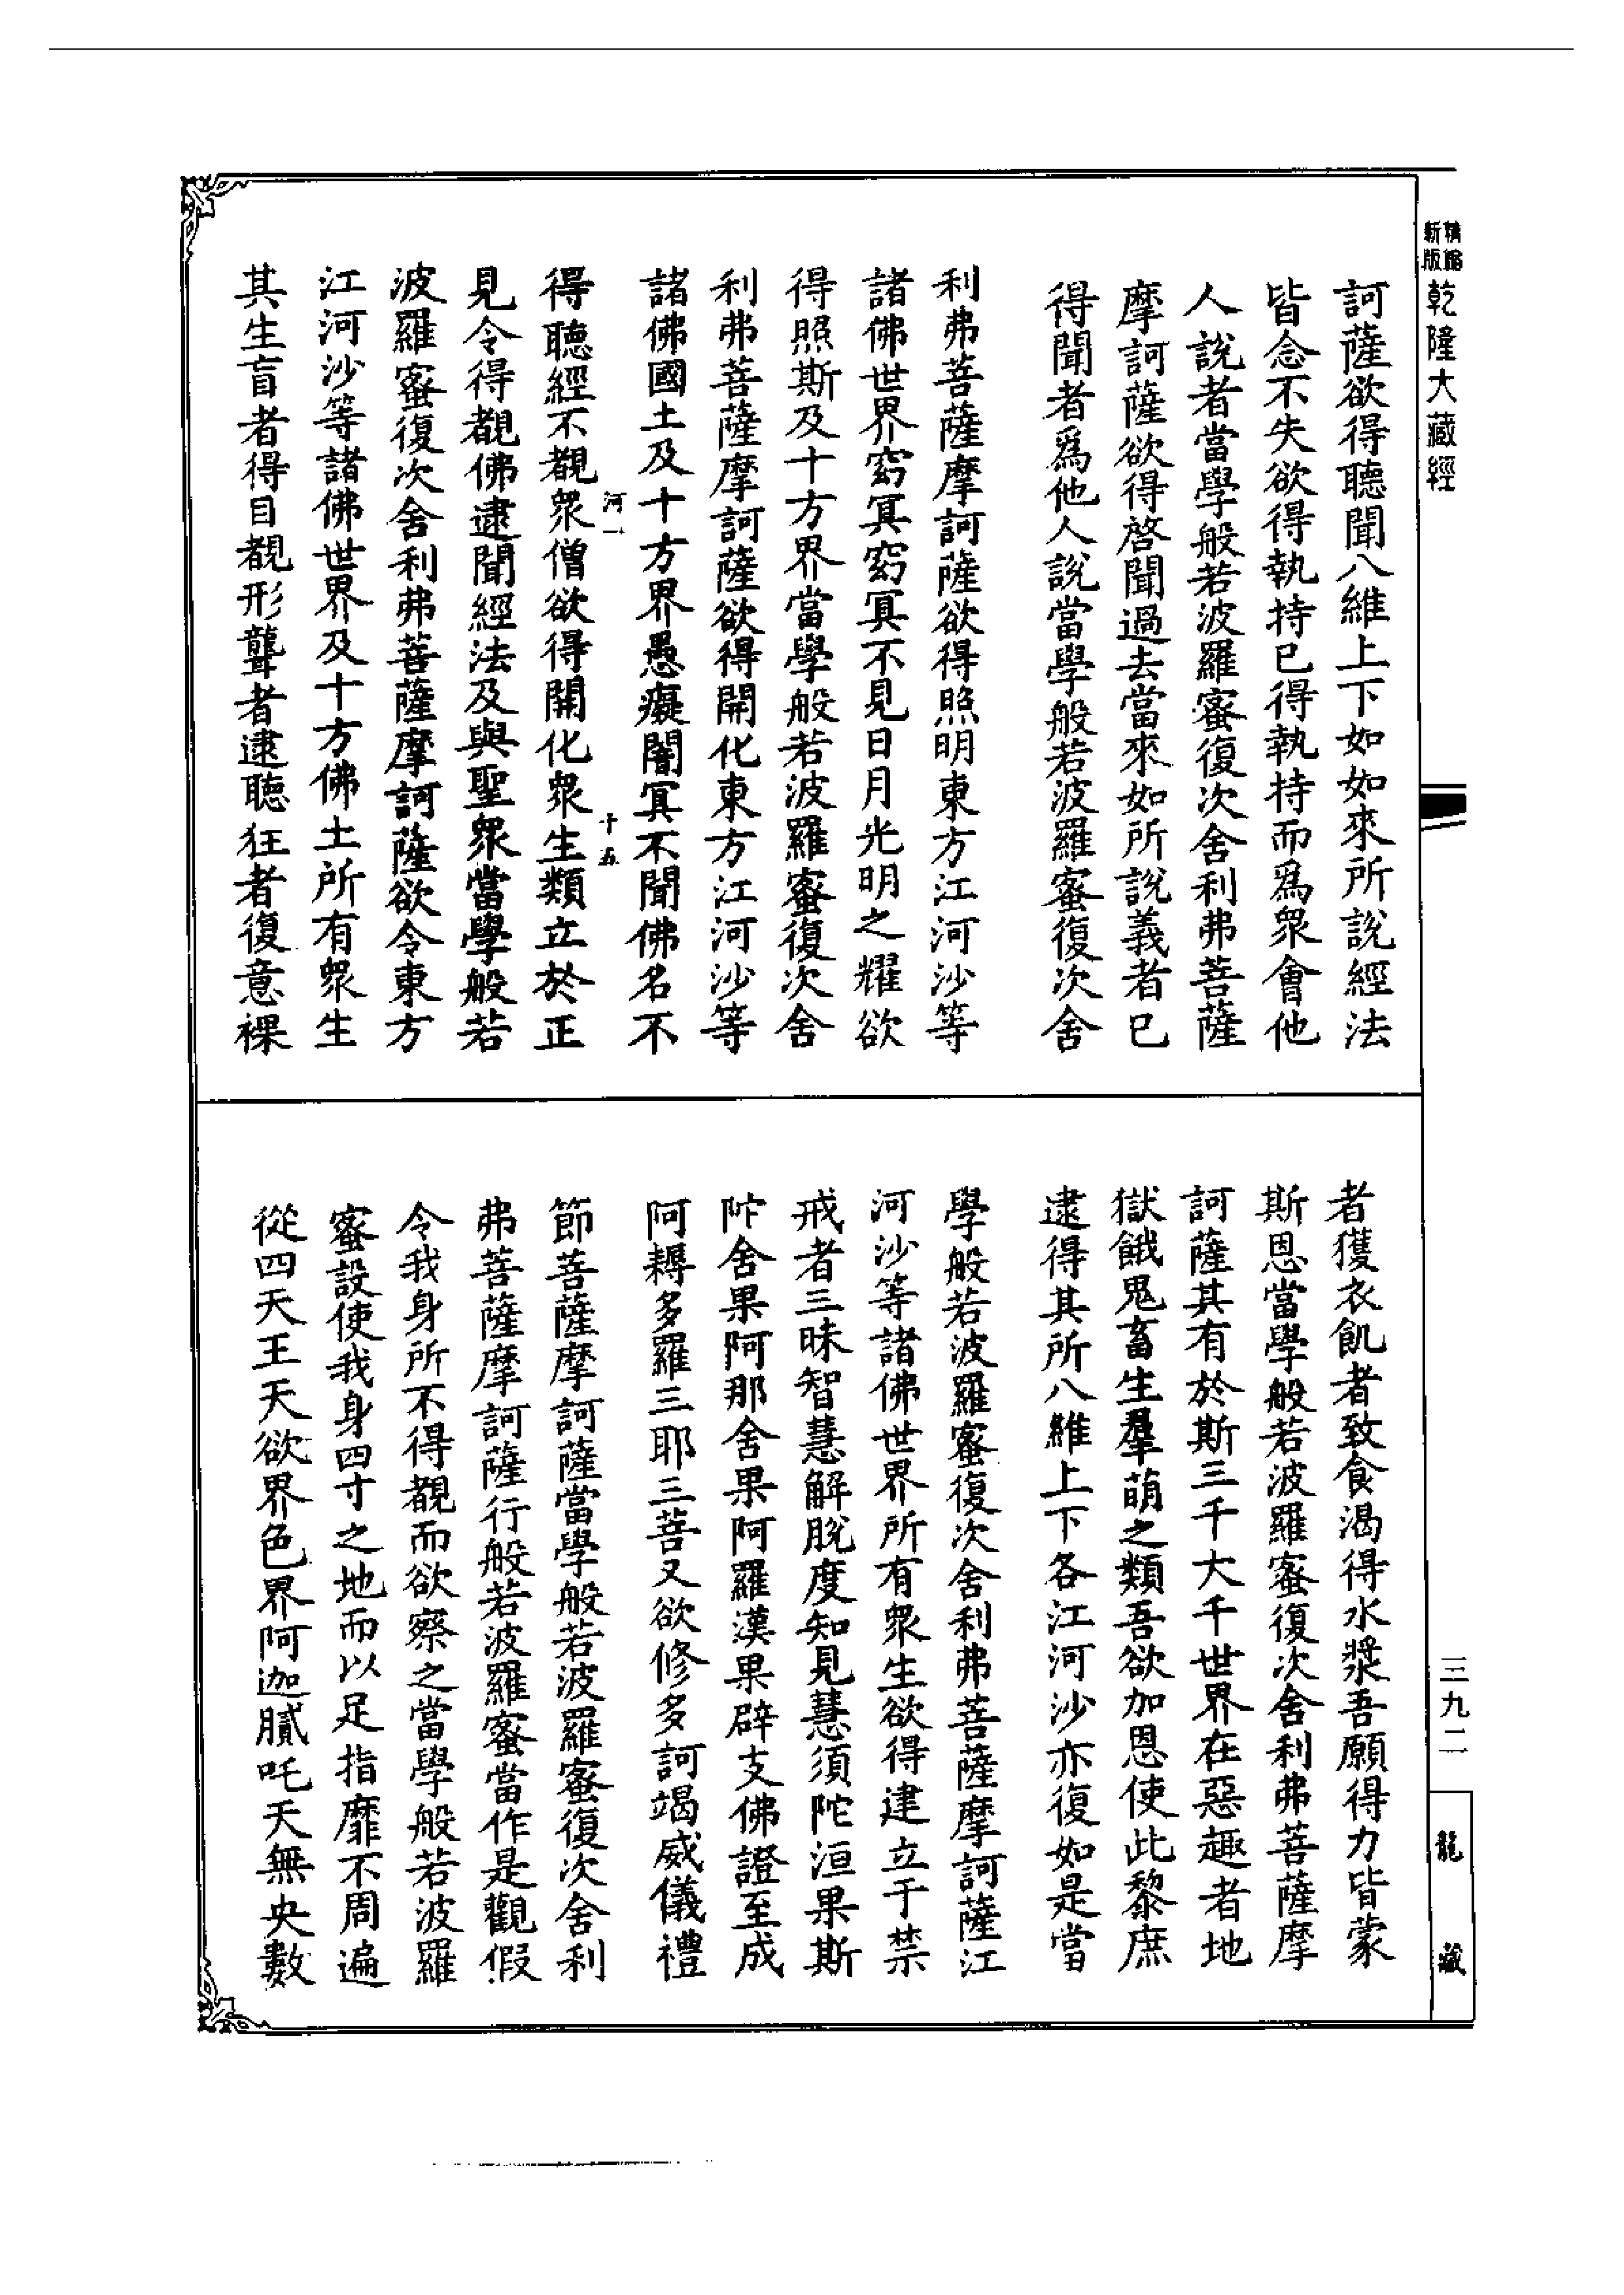 精縮
新版
乾隆大藏經
訶薩欲得聽聞八維上下如如來所說經法
皆念不失欲得執持已得執持而爲眾會他
人說者當學般若波羅蜜復次舍利弗菩薩
摩訶薩欲得啓聞過去當來如所說義者已
得聞者爲他人說當學般若波羅蜜復次舍
利弗菩薩摩訶薩欲得照明東方江河沙等
諸佛世界窈冥窈冥不見日月光明之耀欲
得照斯及十方界當學般若波羅蜜復次舍
利弗菩薩摩訶薩欲得開化東方江河沙等
諸佛國土及十方界愚癡闇冥不聞佛名不
河一
十五
得聽經不覩眾僧欲得開化眾生類立於正
見令得覩佛逮聞經法及與聖眾當學般若
波羅蜜復次舍利弗菩薩摩訶薩欲令東方
江河沙等諸佛世界及十方佛土所有眾生
其生盲者得目覩形聾者逮聽狂者復意裸
者獲衣飢者致食渴得水漿吾願得力皆蒙
斯恩當學般若波羅蜜復次舍利弗菩薩摩
訶薩其有於斯三千大千世界在惡趣者地
獄餓鬼畜生羣萌之類吾欲加恩使此黎庶
逮得其所八維上下各江河沙亦復如是當
學般若波羅蜜復次舍利弗菩薩摩訶薩江
河沙等諸佛世界所有眾生欲得建立于禁
戒者三昧智慧解脫度知見慧須陀洹果斯
陀舍果阿那舍果阿羅漢果辟支佛證至成
阿耨多羅三耶三菩又欲修多訶竭威儀禮
節菩薩摩訶薩當學般若波羅蜜復次舍利
弗菩薩摩訶薩行般若波羅蜜當作是觀假
令我身所不得覩而欲察之當學般若波羅
蜜設使我身四寸之地而以足指靡不周遍
從四天王天欲界色界阿迦膩吒天無央數
三九二
龍藏